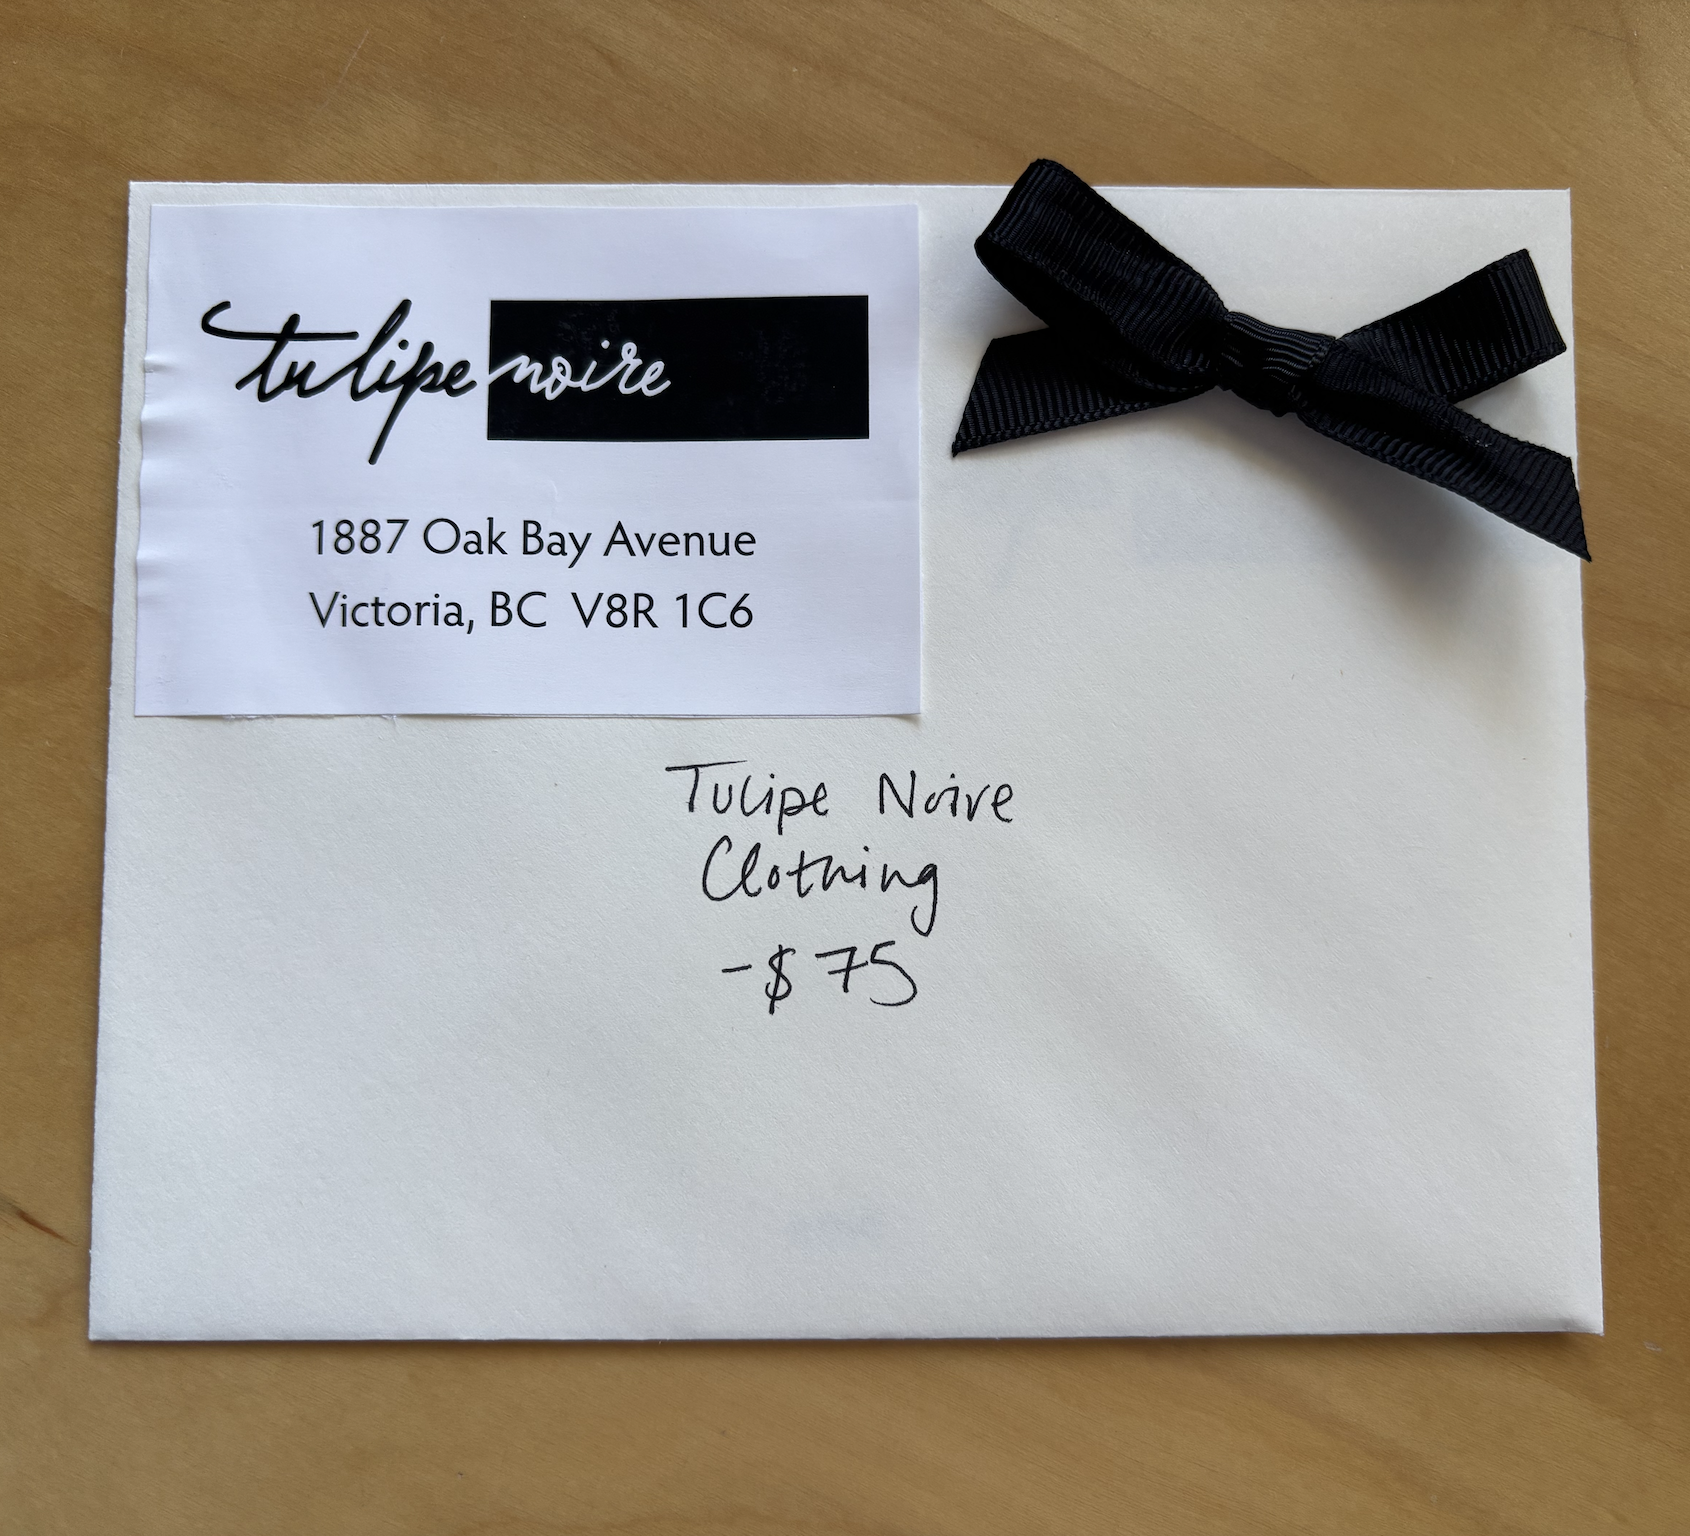 tulipe noire
1887 Oak Bay Avenue
Victoria, BC V8R 1C6
Tulipe Noire
Clothing
-$75